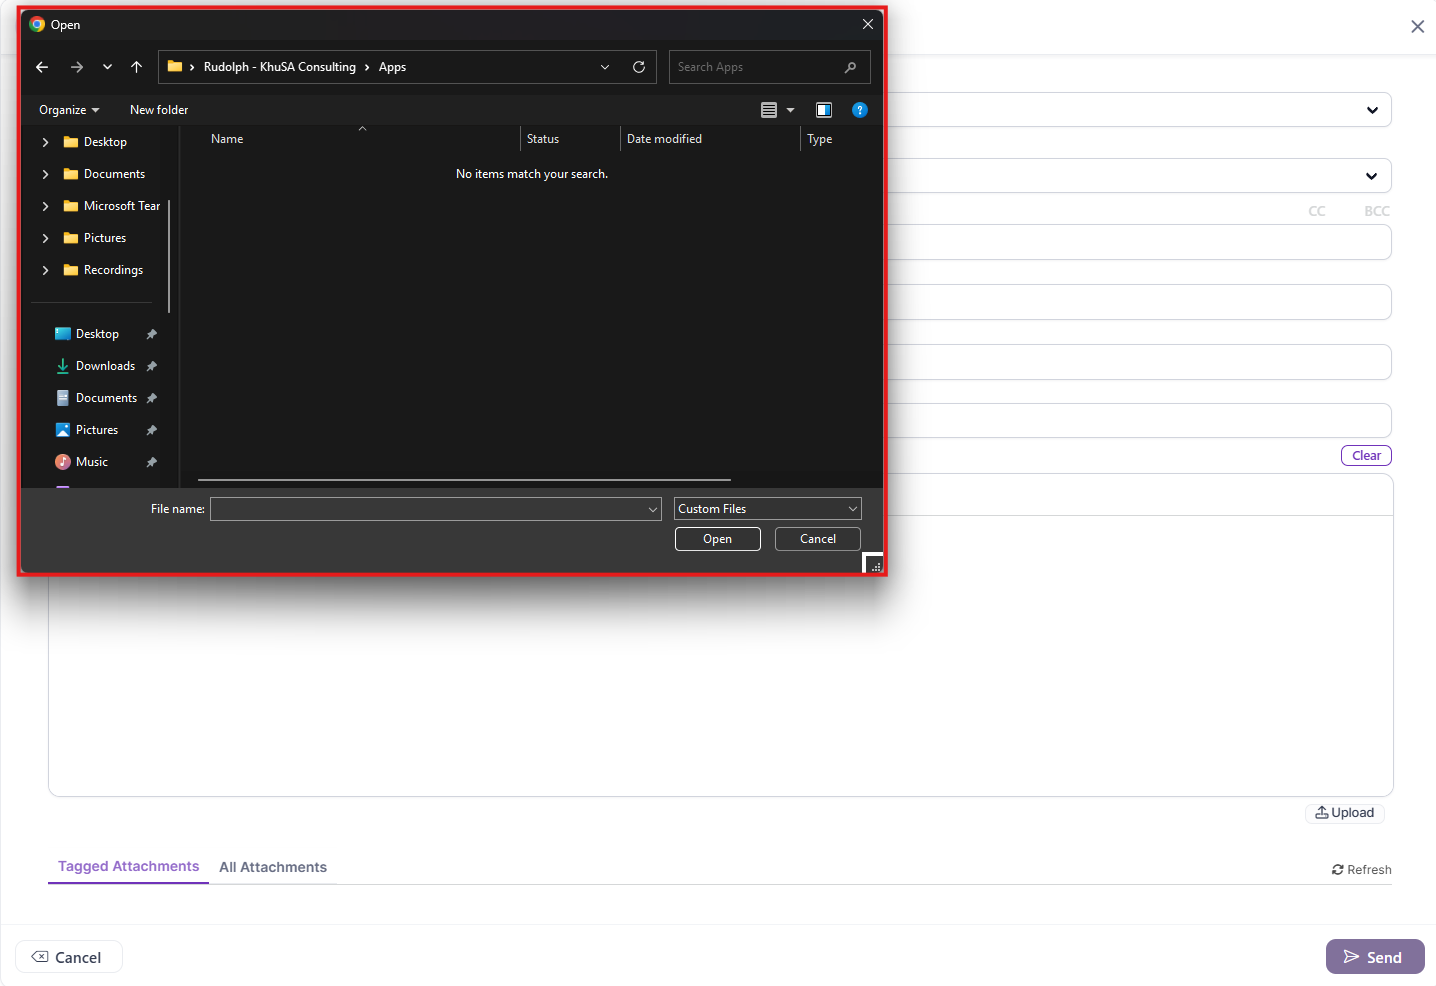 Open
Rudolph - KhuSA Consulting > Apps
Search Apps
Organize
New folder
Name
Status
Date modified
Type
No items match your search.
Desktop
Documents
Microsoft Tear
Pictures
Recordings
Desktop
Downloads
Documents
Pictures
Music
File name:
Custom Files
Open
Cancel
CC
BCC
Clear
Upload
Tagged Attachments
All Attachments
Refresh
Cancel
Send